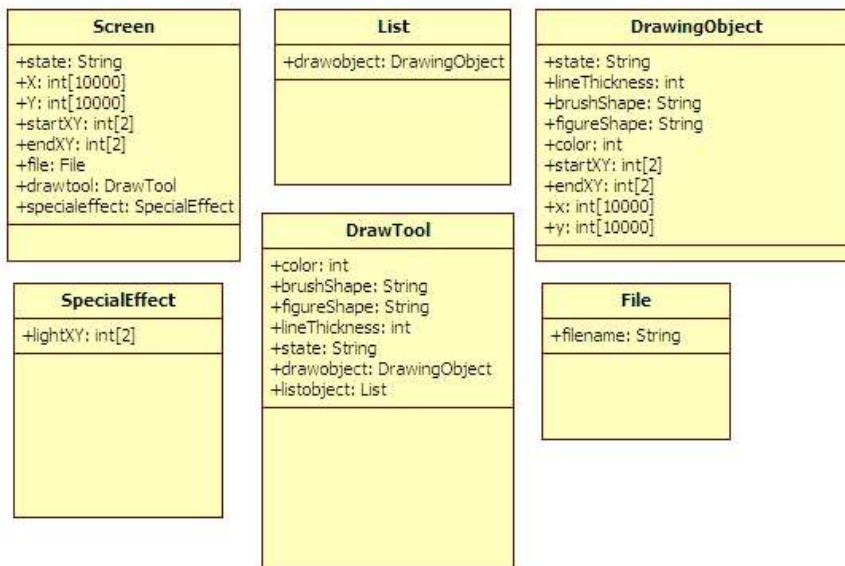 Screen
+state: String
+X: int[10000]
+Y: int[10000]
+startXY: int[2]
+endXY: int[2]
+file: File
+drawtool: DrawTool
+specialeffect: SpecialEffect
List
+drawobject: DrawingObject
DrawingObject
+state: String
+lineThickness: int
+brushShape: String
+figureShape: String
+color: int
+startXY: int[2]
+endXY: int[2]
+x: int[10000]
+y: int[10000]
SpecialEffect
+lightXY: int[2]
DrawTool
+color: int
+brushShape: String
+figureShape: String
+lineThickness: int
+state: String
+drawobject: DrawingObject
+listobject: List
File
+filename: String